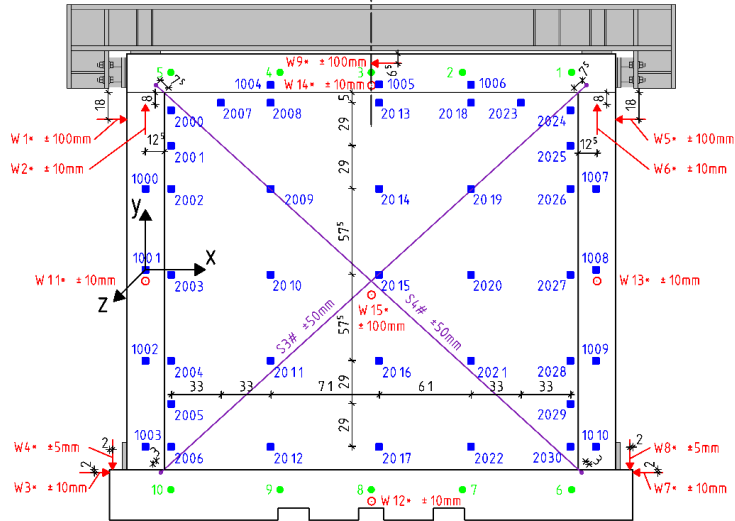 W9* ±100mm
6⁵
5 4 3 2 1
7⁵ 7⁵
1004 W14* ±10mm 1005 1006
8 5 8
18 2007 2008 2013 2018 2023 18
2000 2024
W1* ±100mm 29 W5* ±100mm
12⁵ 2001 2025 12⁵
W2* ±10mm W6* ±10mm
29
1000 2002 2009 2014 2019 2026 1007
y 57⁵
1001 x 1008
W11* ±10mm 2003 2010 2015 2020 2027 W13* ±10mm
z
W15*
±100mm
S3# ±50mm S4# ±50mm
57⁵
1002 2004 2011 2016 2021 2028 1009
33 33 71 61 33 33
29
2005 2029
29
1003 1010
W4* ±5mm 2 3 2006 2012 2017 2022 2030 3 2 W8* ±5mm
W3* ±10mm 2 2 W7* ±10mm
10 9 8 7 6
W12* ±10mm